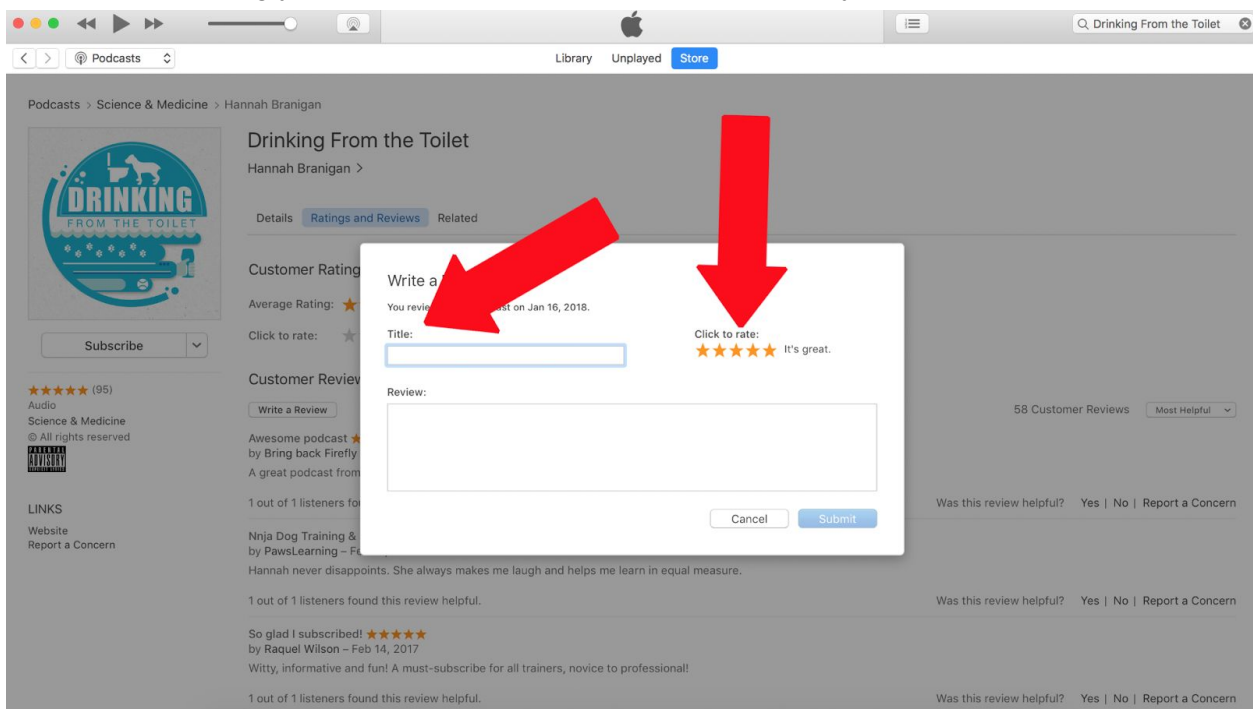 Drinking From the Toilet
Podcasts
Library Unplayed Store
Podcasts > Science & Medicine > Hannah Branigan
DRINKING
FROM THE TOILET
Subscribe
★★★★★ (95)
Audio
Science & Medicine
© All rights reserved
PARENTAL
ADVISORY
LINKS
Website
Report a Concern
Drinking From the Toilet
Hannah Branigan >
Details Ratings and Reviews Related
Customer Rating
Average Rating: ★
Click to rate: ★
Customer Review
Write a Review
58 Customer Reviews Most Helpful
Awesome podcast
by Bring back Firefly
A great podcast from
1 out of 1 listeners
Was this review helpful? Yes | No | Report a Concern
Nnja Dog Training &
by PawsLearning –
Hannah never disappoints. She always makes me laugh and helps me learn in equal measure.
1 out of 1 listeners found this review helpful.
Was this review helpful? Yes | No | Report a Concern
So glad I subscribed! ★★★★★
by Raquel Wilson – Feb 14, 2017
Witty, informative and fun! A must-subscribe for all trainers, novice to professional!
1 out of 1 listeners found this review helpful.
Was this review helpful? Yes | No | Report a Concern
Write a
You on Jan 16, 2018.
Title:
Click to rate:
★★★★★ It's great.
Review:
Cancel Submit